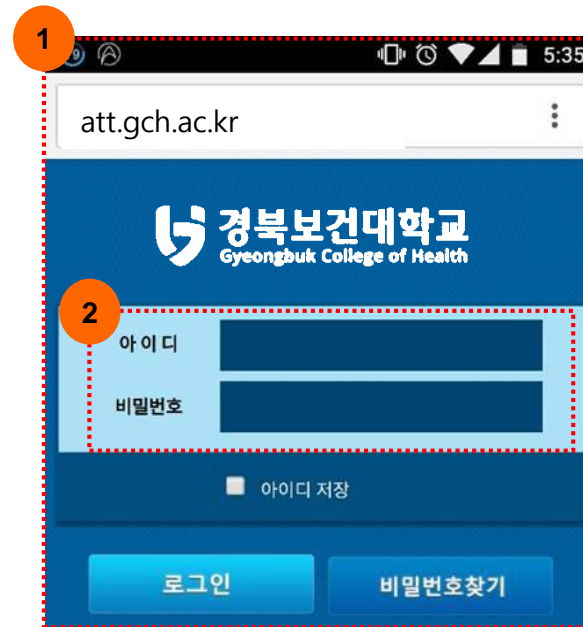 1
9
5:35
att.gch.ac.kr
경북보건대학교
Gyeongbuk College of Health
2
아 이 디
비밀번호
아이디 저장
로그인
비밀번호찾기